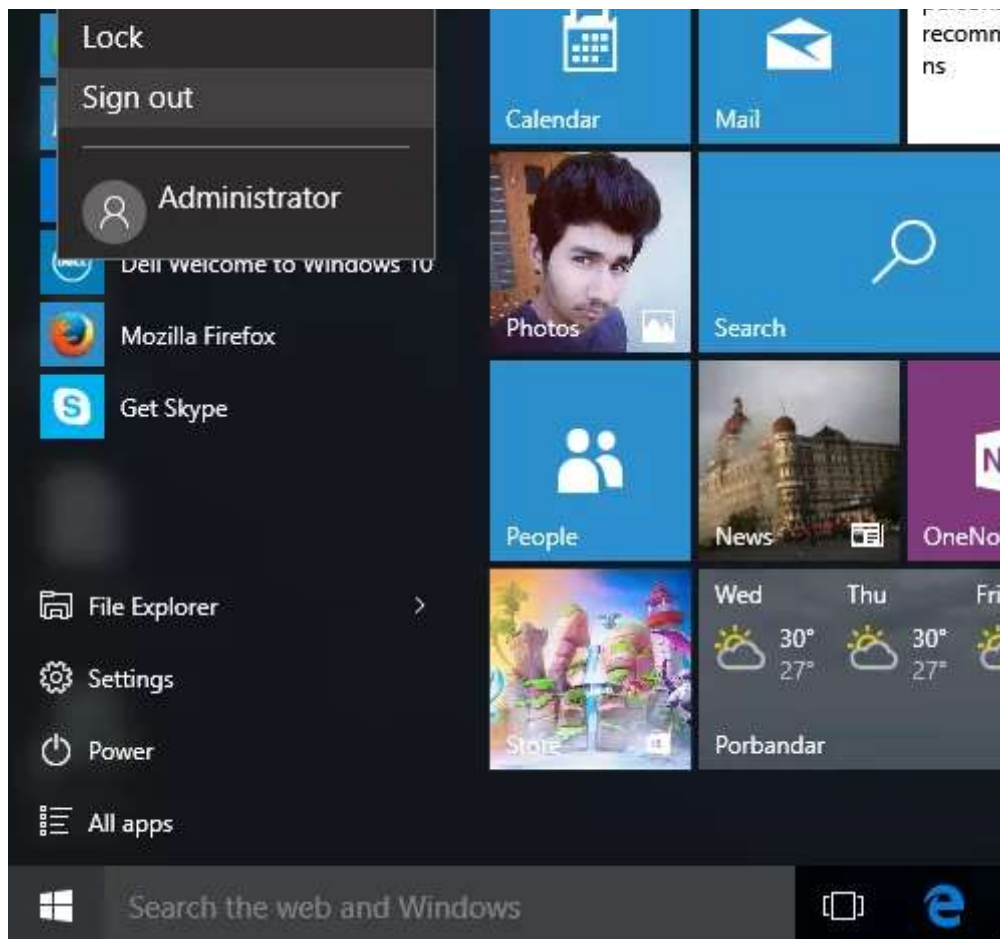 Lock
Sign out
Administrator
Dell Welcome to Windows 10
Mozilla Firefox
Get Skype
File Explorer
Settings
Power
All apps
Search the web and Windows
Calendar
Mail
recomm
ns
Photos
Search
People
News
N
OneNo
Store
Wed Thu Fri
30° 30°
27° 27°
Porbandar